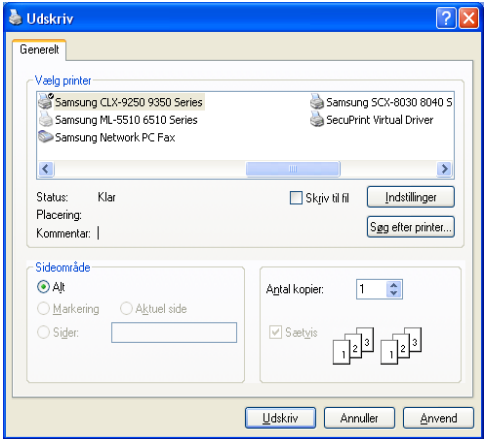 Udskriv
Generelt
Vælg printer
Samsung CLX-9250 9350 Series
Samsung SCX-8030 8040 S
Samsung ML-5510 6510 Series
SecuPrint Virtual Driver
Samsung Network PC Fax
Status: Klar
Skriv til fil
Indstillinger
Placering:
Kommentar:
Søg efter printer...
Sideområde
Alt
Antal kopier: 1
Markering
Aktuel side
Sider:
Sætvis
1 2 3
1 2 3
Udskriv
Annuller
Anvend